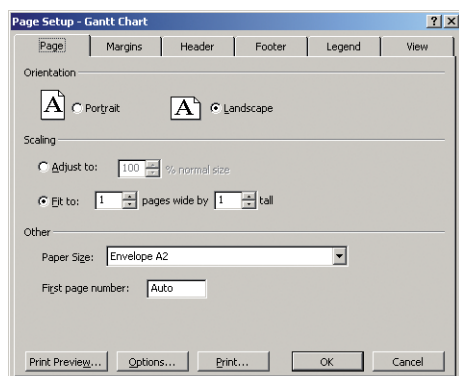 Page Setup - Gantt Chart
Page Margins Header Footer Legend View
Orientation
A Portrait A Landscape
Scaling
Adjust to: 100 % normal size
Fit to: 1 pages wide by 1 tall
Other
Paper Size: Envelope A2
First page number: Auto
Print Preview... Options... Print... OK Cancel